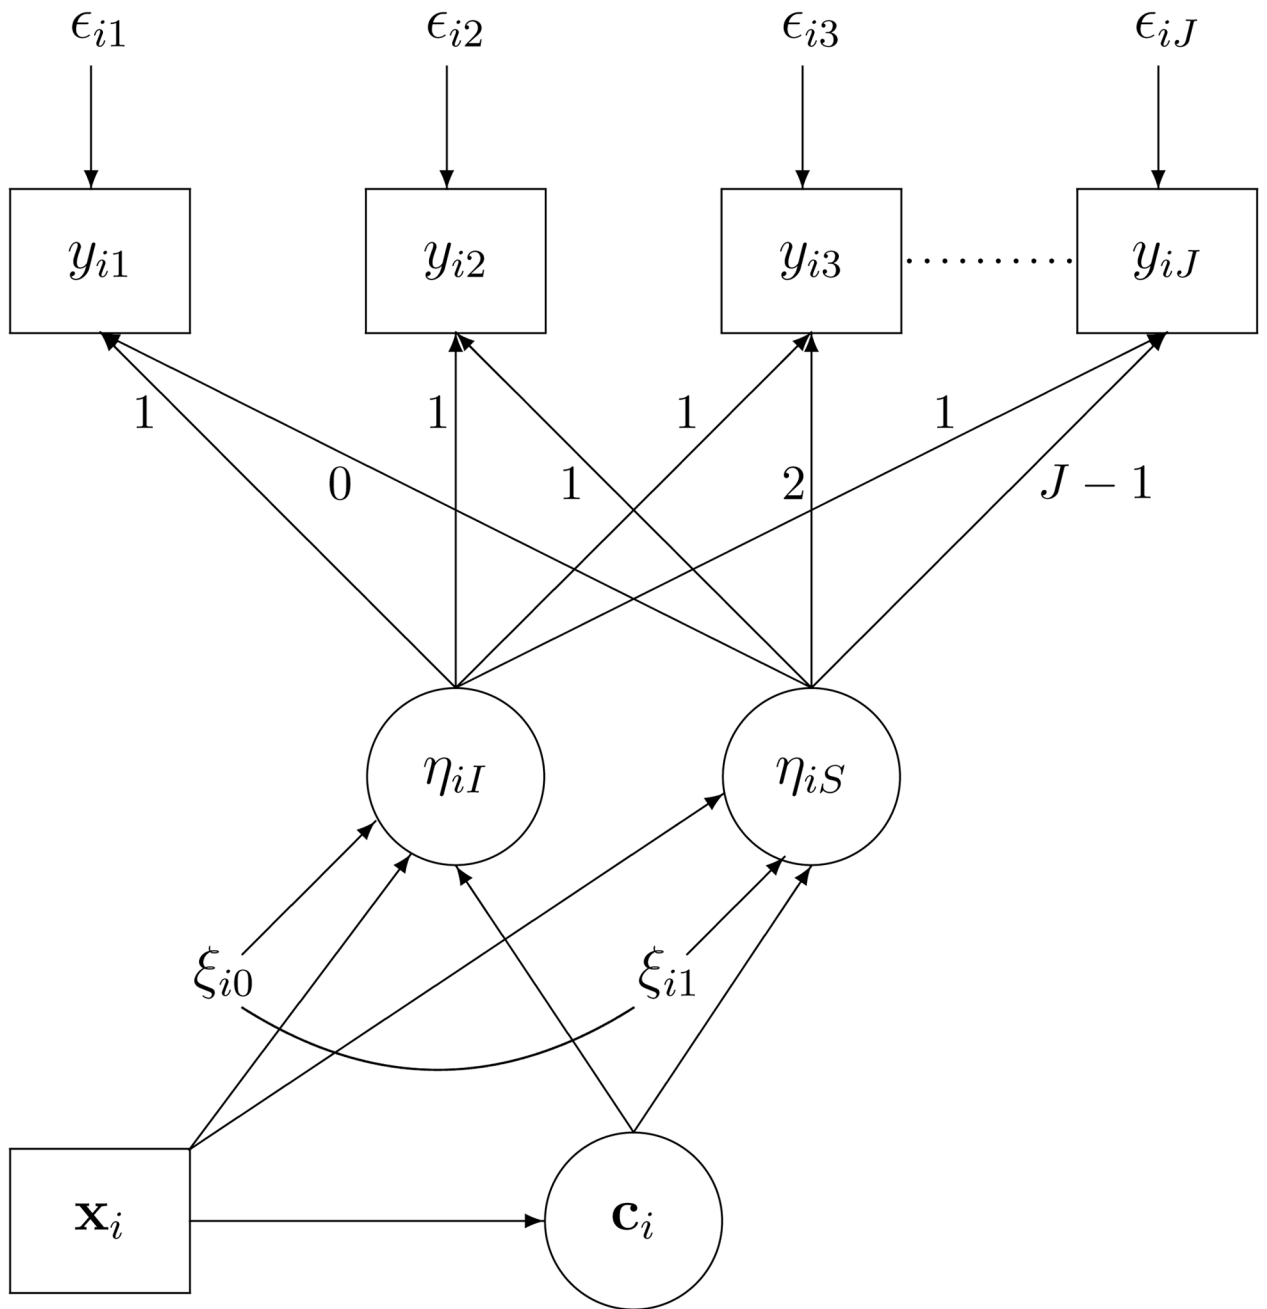 ϵi1 ϵi2 ϵi3 ϵiJ
yi1 yi2 yi3 .......... yiJ
1 1 1 1
0 1 2 J − 1
ηiI ηiS
ξi0 ξi1
xi ci